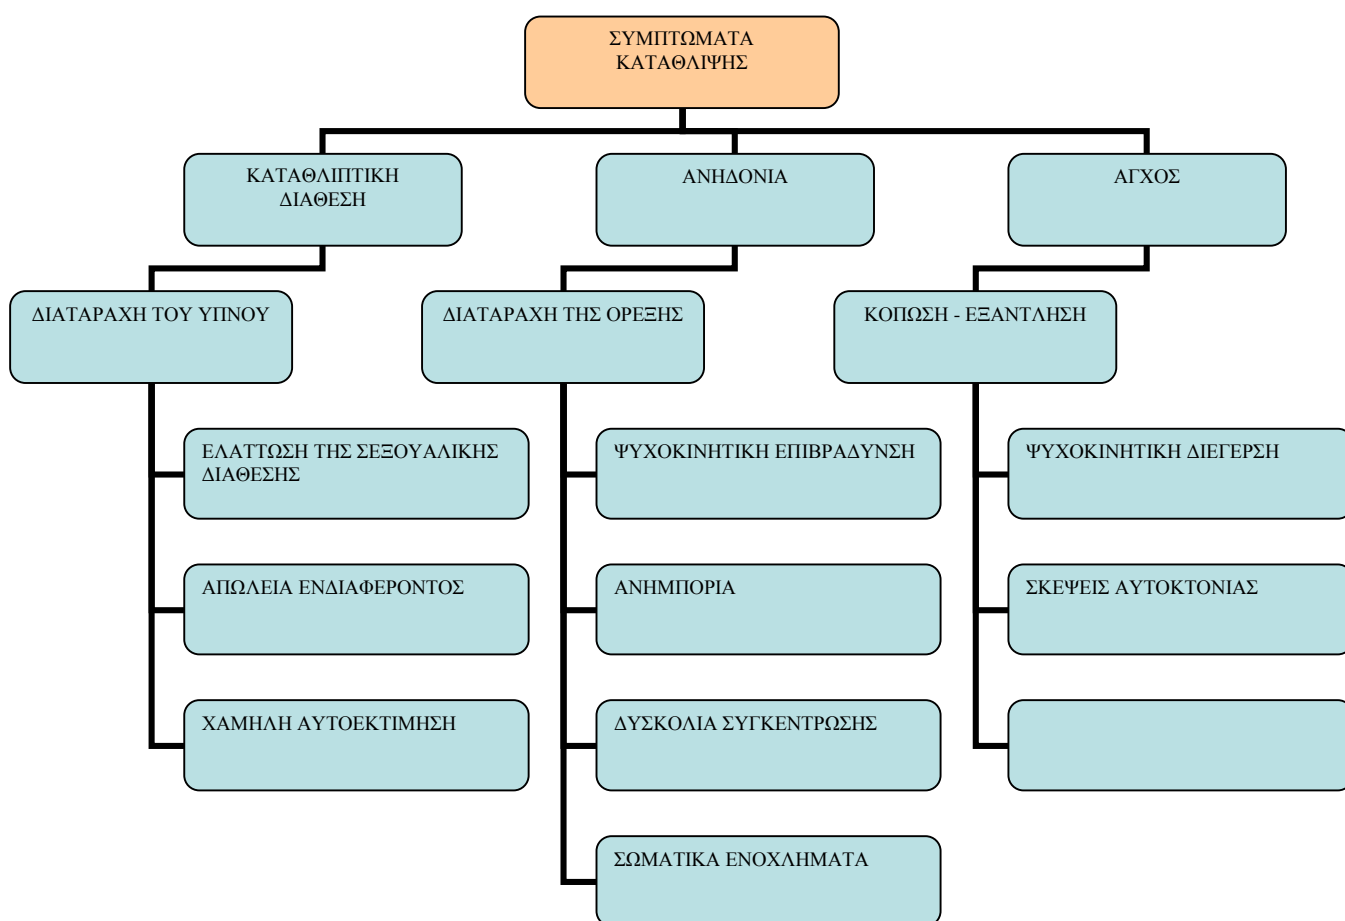 ΣΥΜΠΤΩΜΑΤΑ
ΚΑΤΑΘΛΙΨΗΣ
ΚΑΤΑΘΛΙΠΤΙΚΗ
ΔΙΑΘΕΣΗ
ΑΝΗΔΟΝΙΑ
ΑΓΧΟΣ
ΔΙΑΤΑΡΑΧΗ ΤΟΥ ΥΠΝΟΥ
ΔΙΑΤΑΡΑΧΗ ΤΗΣ ΟΡΕΞΗΣ
ΚΟΠΩΣΗ - ΕΞΑΝΤΛΗΣΗ
ΕΛΑΤΤΩΣΗ ΤΗΣ ΣΕΞΟΥΑΛΙΚΗΣ
ΔΙΑΘΕΣΗΣ
ΨΥΧΟΚΙΝΗΤΙΚΗ ΕΠΙΒΡΑΔΥΝΣΗ
ΨΥΧΟΚΙΝΗΤΙΚΗ ΔΙΕΓΕΡΣΗ
ΑΠΩΛΕΙΑ ΕΝΔΙΑΦΕΡΟΝΤΟΣ
ΑΝΗΜΠΟΡΙΑ
ΣΚΕΨΕΙΣ ΑΥΤΟΚΤΟΝΙΑΣ
ΧΑΜΗΛΗ ΑΥΤΟΕΚΤΙΜΗΣΗ
ΔΥΣΚΟΛΙΑ ΣΥΓΚΕΝΤΡΩΣΗΣ
ΣΩΜΑΤΙΚΑ ΕΝΟΧΛΗΜΑΤΑ